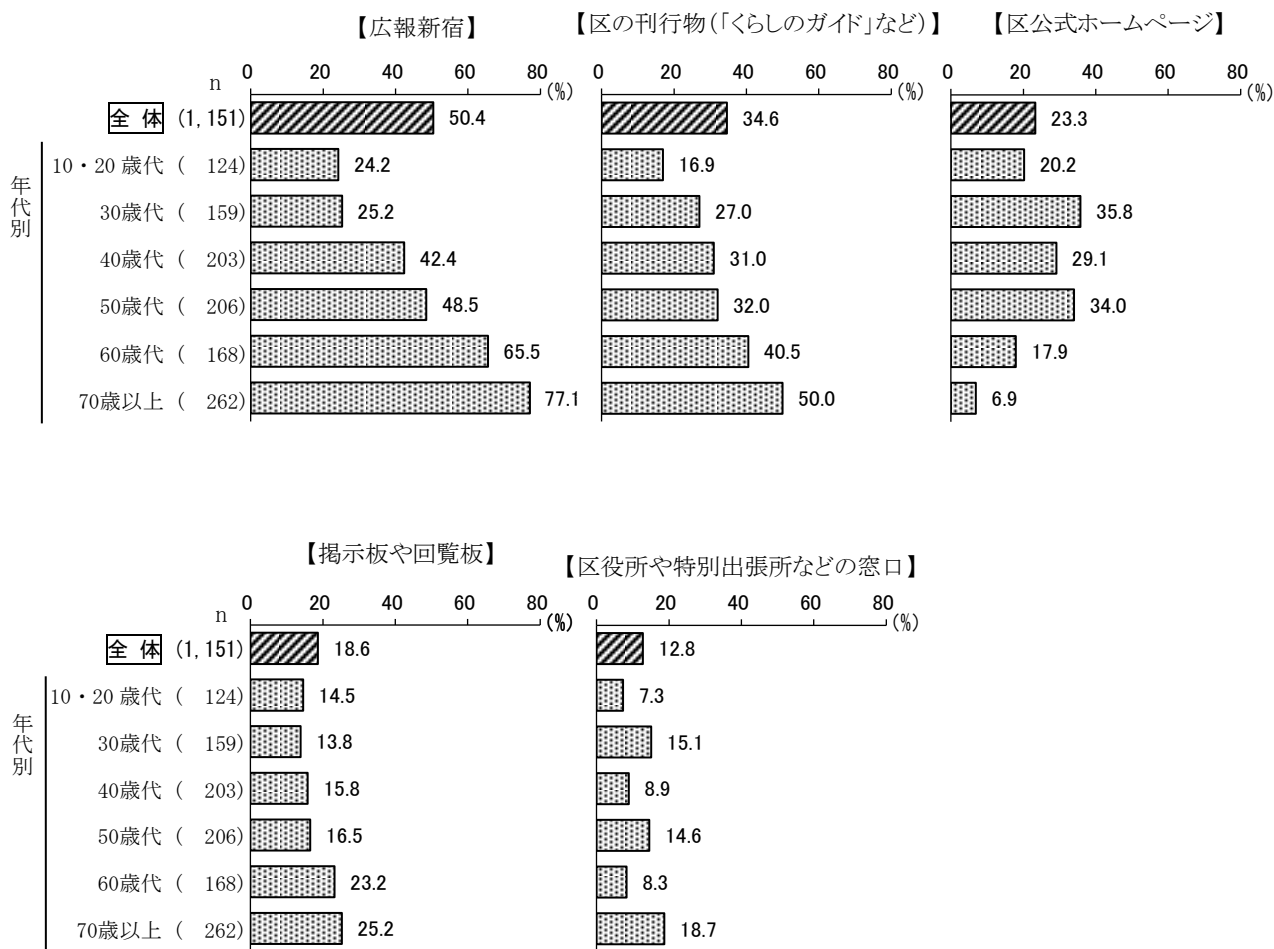 【広報新宿】 【区の刊行物(「くらしのガイド」など)】 【区公式ホームページ】
n 0 20 40 60 80(%) 0 20 40 60 80(%) 0 20 40 60 80(%)
全体 (1,151) 50.4 34.6 23.3
年代別
10・20歳代 ( 124) 24.2 16.9 20.2
30歳代 ( 159) 25.2 27.0 35.8
40歳代 ( 203) 42.4 31.0 29.1
50歳代 ( 206) 48.5 32.0 34.0
60歳代 ( 168) 65.5 40.5 17.9
70歳以上 ( 262) 77.1 50.0 6.9
【掲示板や回覧板】 【区役所や特別出張所などの窓口】
n 0 20 40 60 80(%) 0 20 40 60 80(%)
全体 (1,151) 18.6 12.8
年代別
10・20歳代 ( 124) 14.5 7.3
30歳代 ( 159) 13.8 15.1
40歳代 ( 203) 15.8 8.9
50歳代 ( 206) 16.5 14.6
60歳代 ( 168) 23.2 8.3
70歳以上 ( 262) 25.2 18.7